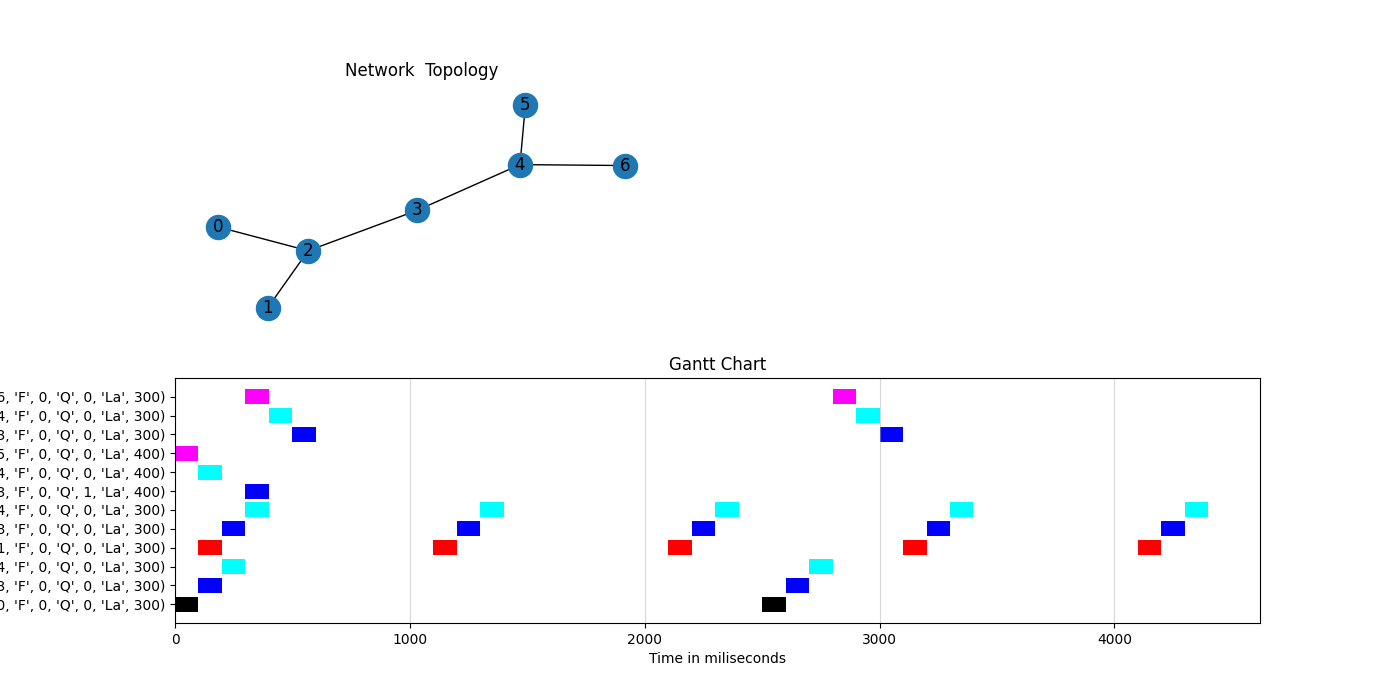 Network  Topology
5
4
6
3
0
2
1
Gantt Chart
6, 'F', 0, 'Q', 0, 'La', 300)
4, 'F', 0, 'Q', 0, 'La', 300)
3, 'F', 0, 'Q', 0, 'La', 300)
5, 'F', 0, 'Q', 0, 'La', 400)
4, 'F', 0, 'Q', 0, 'La', 400)
3, 'F', 0, 'Q', 1, 'La', 400)
4, 'F', 0, 'Q', 0, 'La', 300)
3, 'F', 0, 'Q', 0, 'La', 300)
1, 'F', 0, 'Q', 0, 'La', 300)
4, 'F', 0, 'Q', 0, 'La', 300)
3, 'F', 0, 'Q', 0, 'La', 300)
0, 'F', 0, 'Q', 0, 'La', 300)
0 1000 2000 3000 4000
Time in miliseconds